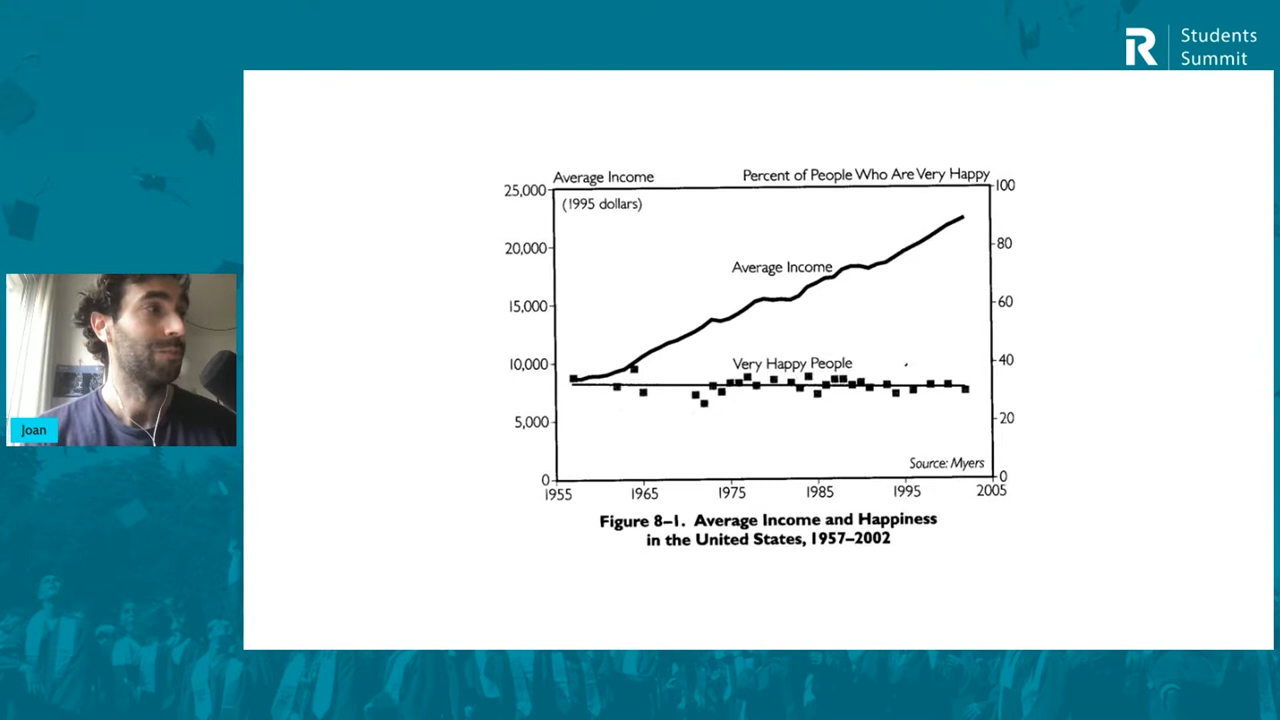 Students
Summit
Average Income
Percent of People Who Are Very Happy
25,000
(1995 dollars)
100
20,000
80
Average Income
15,000
60
Very Happy People
10,000
40
5,000
20
Source: Myers
0
0
1955
1965
1975
1985
1995
2005
Figure 8–1. Average Income and Happiness
in the United States, 1957–2002
Joan